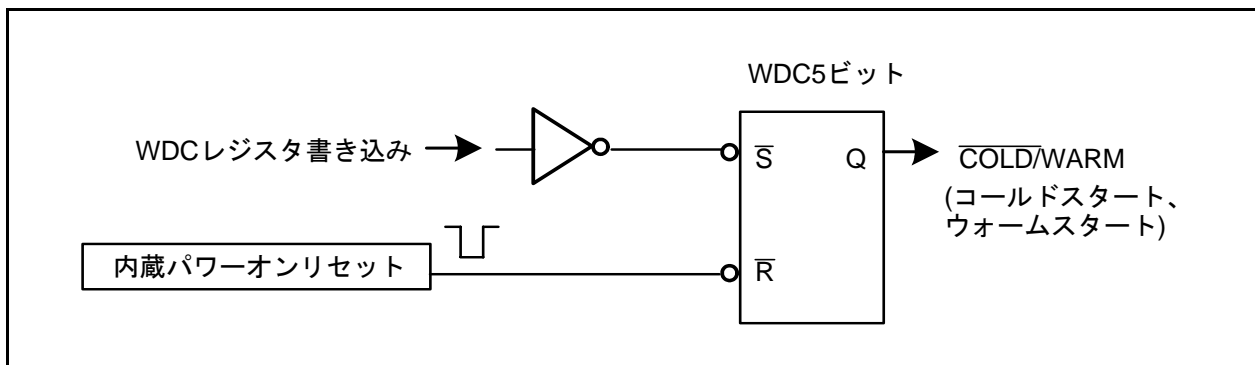 WDC5ビット
WDCレジスタ書き込み
S̅ Q
C̅O̅L̅D̅/WARM
(コールドスタート、
ウォームスタート)
内蔵パワーオンリセット
R̅